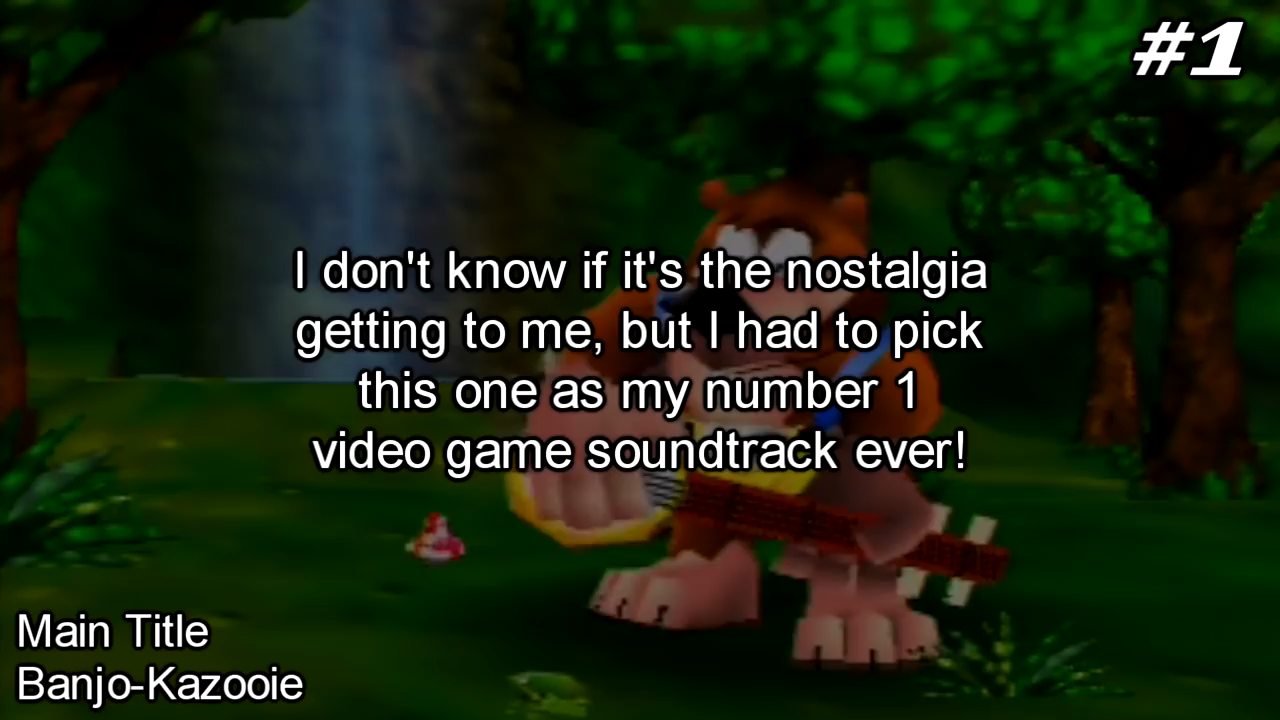 #1
I don't know if it's the nostalgia
getting to me, but I had to pick
this one as my number 1
video game soundtrack ever!
Main Title
Banjo-Kazooie